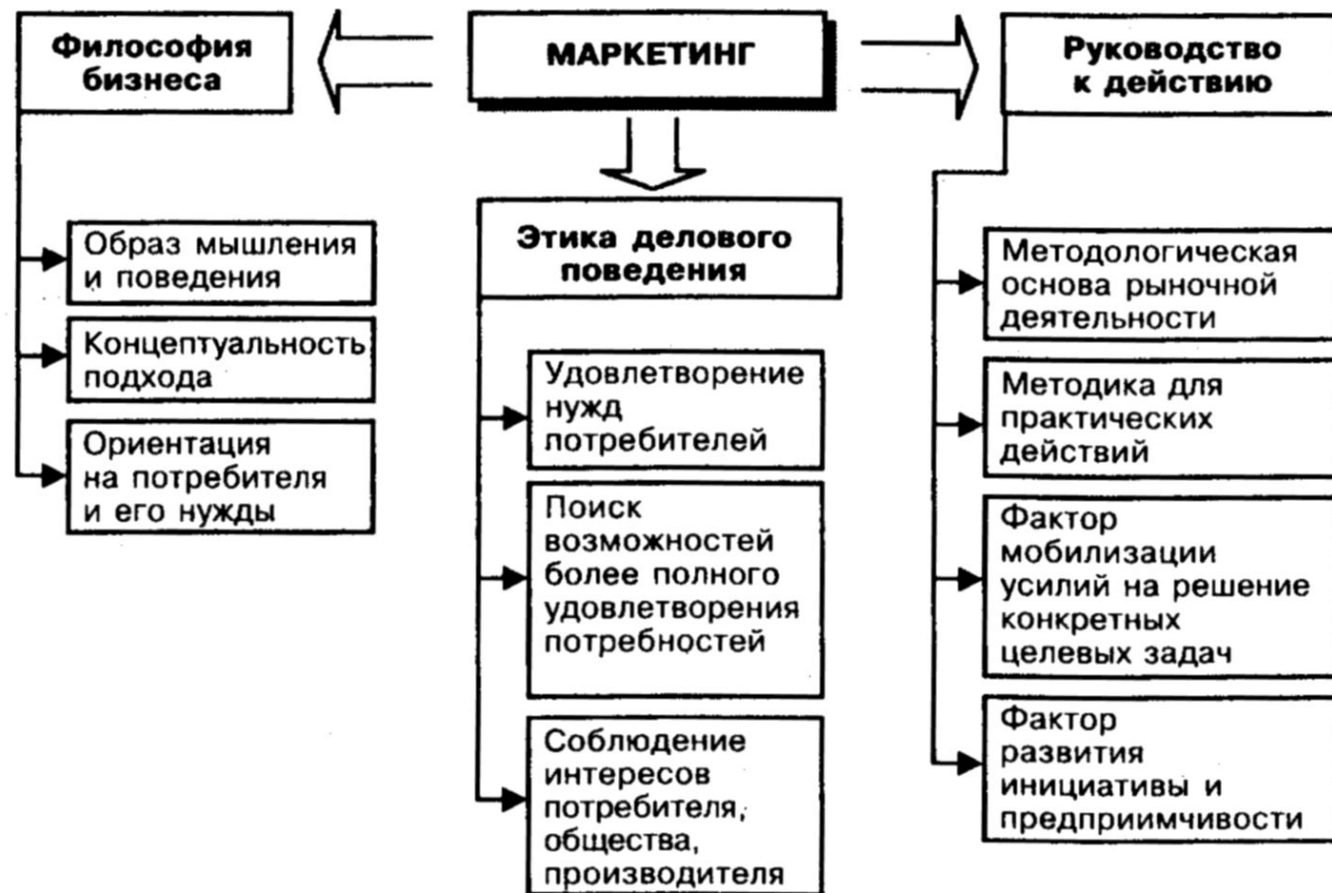 МАРКЕТИНГ
Философия
бизнеса
Образ мышления
и поведения
Концептуальность
подхода
Ориентация
на потребителя
и его нужды
Этика делового
поведения
Удовлетворение
нужд
потребителей
Поиск
возможностей
более полного
удовлетворения
потребностей
Соблюдение
интересов
потребителя,
общества,
производителя
Руководство
к действию
Методологическая
основа рыночной
деятельности
Методика для
практических
действий
Фактор
мобилизации
усилий на решение
конкретных
целевых задач
Фактор
развития
инициативы и
предприимчивости